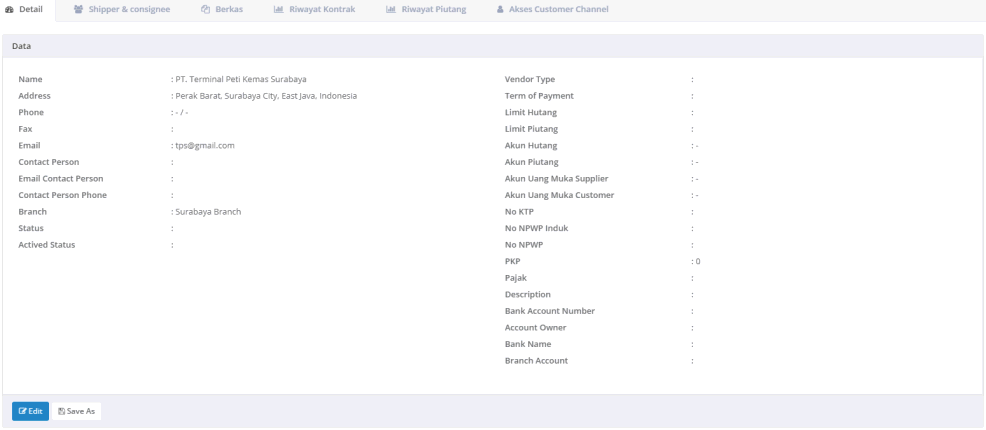 Detail Shipper & consignee Berkas Riwayat Kontrak Riwayat Piutang Akses Customer Channel
Data
Name : PT. Terminal Peti Kemas Surabaya
Address : Perak Barat, Surabaya City, East Java, Indonesia
Phone : - / -
Fax :
Email : tps@gmail.com
Contact Person :
Email Contact Person :
Contact Person Phone :
Branch : Surabaya Branch
Status :
Actived Status :
Vendor Type :
Term of Payment :
Limit Hutang :
Limit Piutang :
Akun Hutang : -
Akun Piutang : -
Akun Uang Muka Supplier : -
Akun Uang Muka Customer : -
No KTP :
No NPWP Induk :
No NPWP :
PKP : 0
Pajak :
Description :
Bank Account Number :
Account Owner :
Bank Name :
Branch Account :
Edit Save As